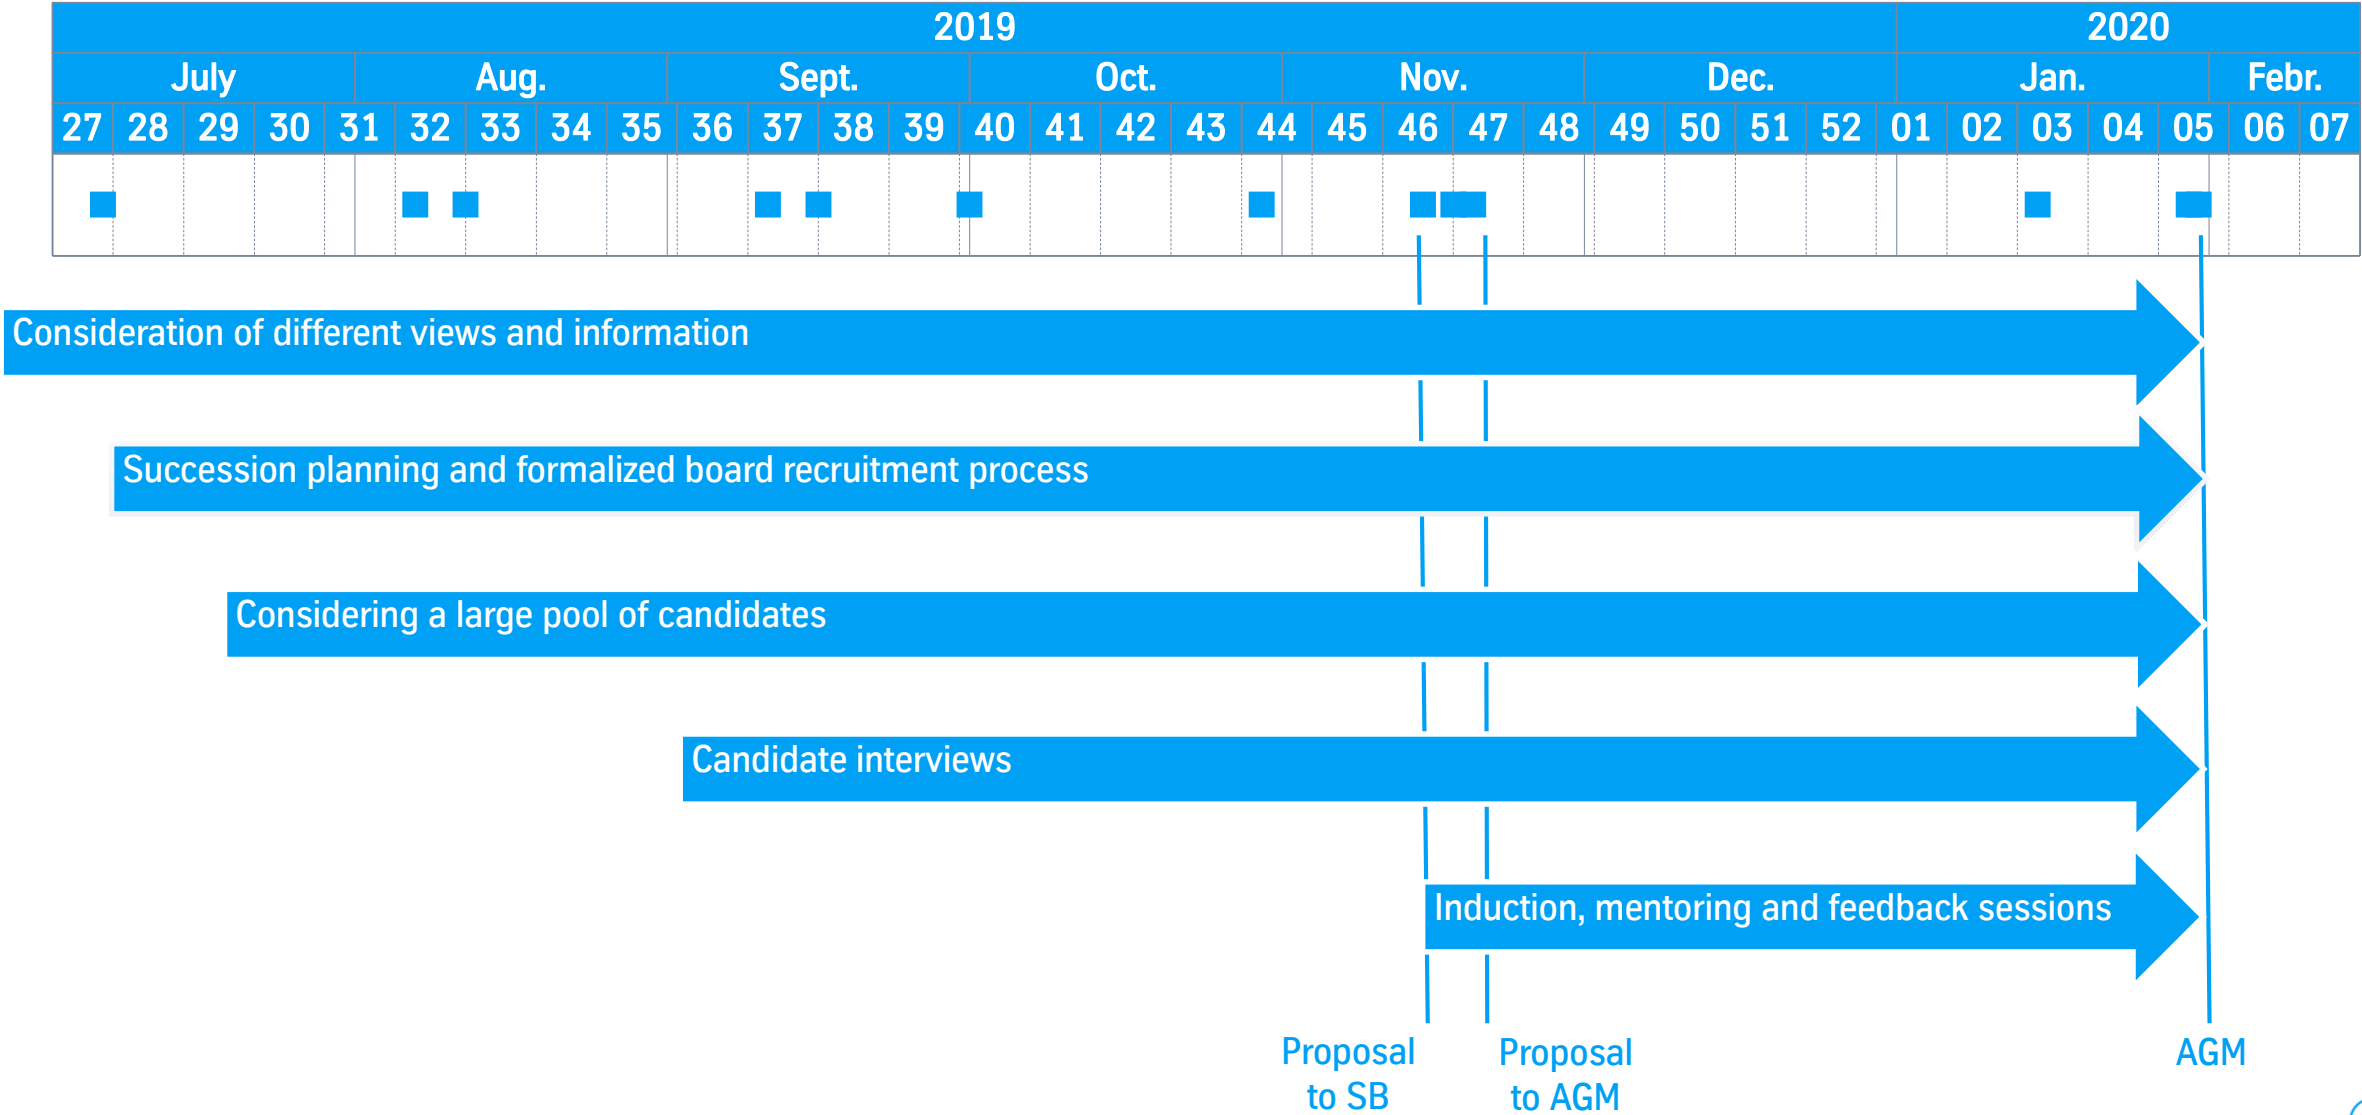 2019 2020
July Aug. Sept. Oct. Nov. Dec. Jan. Febr.
27 28 29 30 31 32 33 34 35 36 37 38 39 40 41 42 43 44 45 46 47 48 49 50 51 52 01 02 03 04 05 06 07
Consideration of different views and information
Succession planning and formalized board recruitment process
Considering a large pool of candidates
Candidate interviews
Induction, mentoring and feedback sessions
Proposal
to SB
Proposal
to AGM
AGM